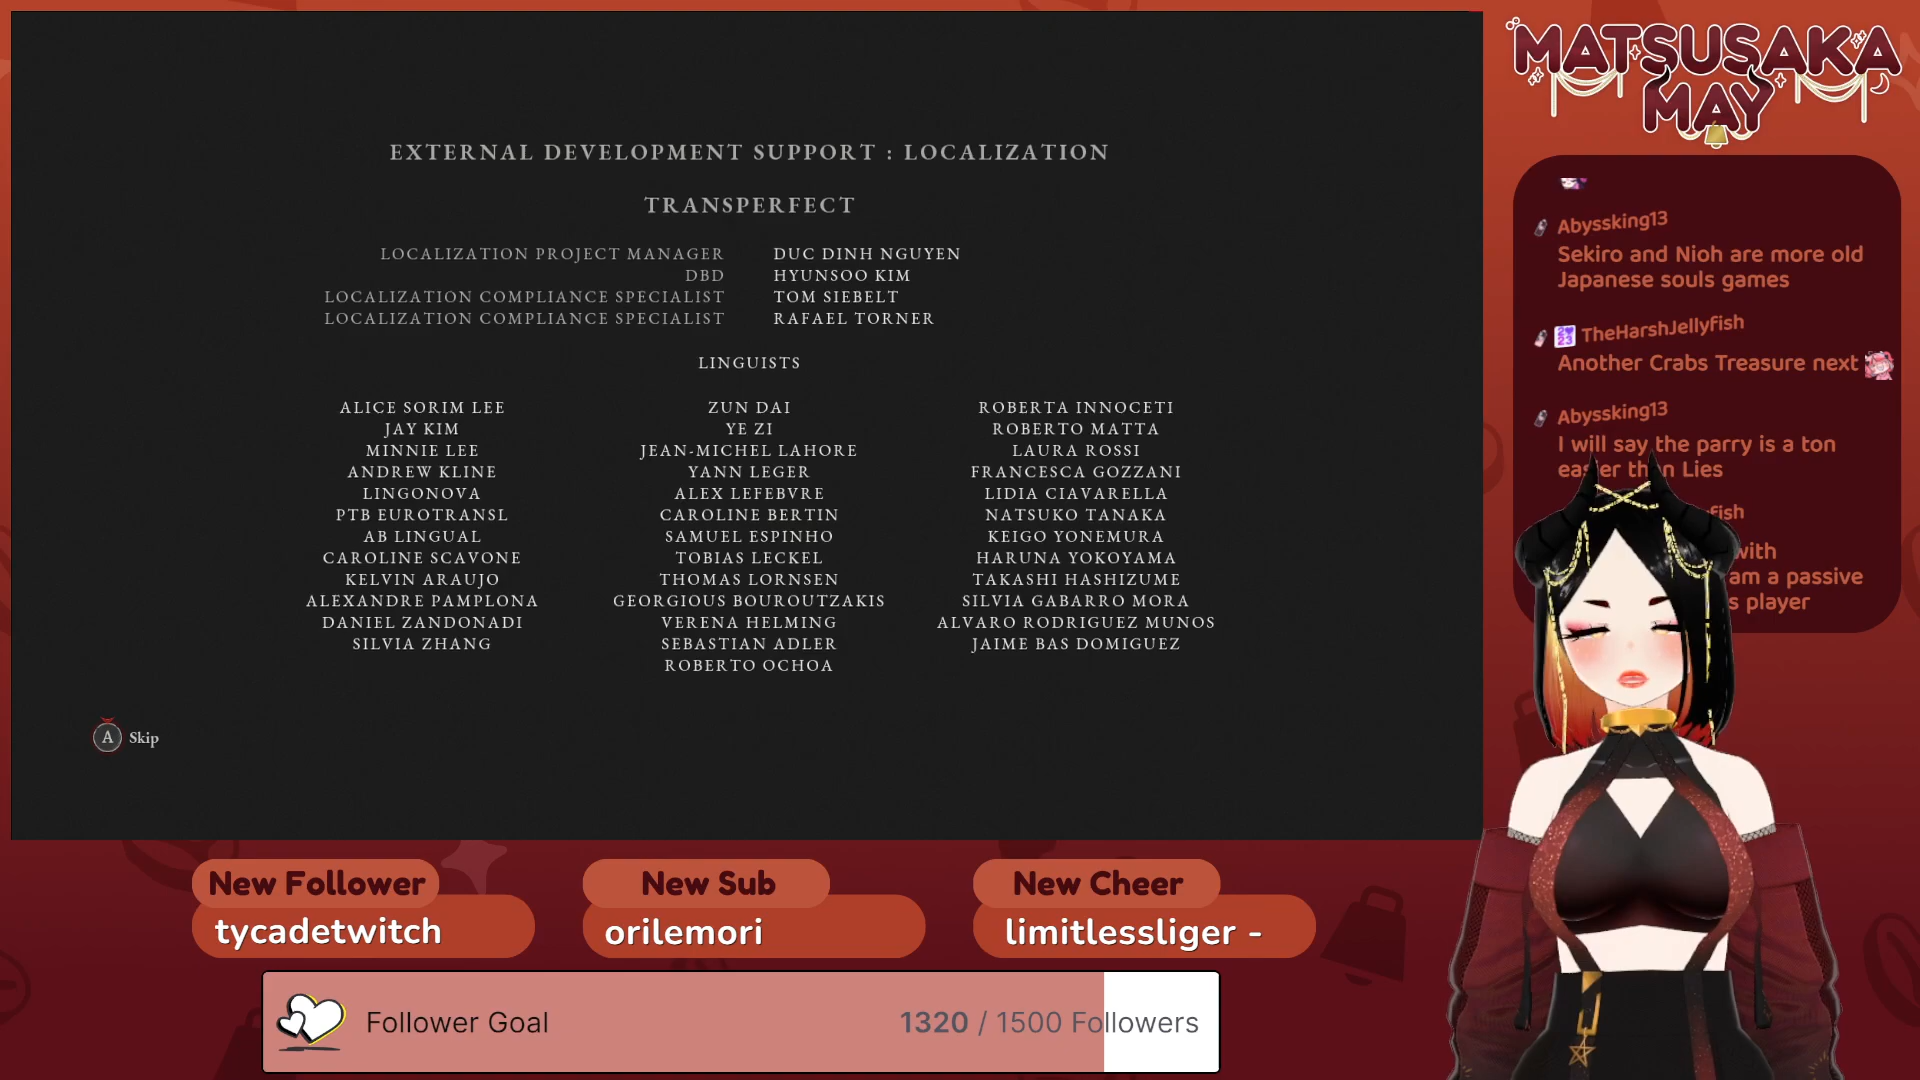 EXTERNAL DEVELOPMENT SUPPORT : LOCALIZATION
TRANSPERFECT
LOCALIZATION PROJECT MANAGER DUC DINH NGUYEN
DBD HYUNSOO KIM
LOCALIZATION COMPLIANCE SPECIALIST TOM SIEBELT
LOCALIZATION COMPLIANCE SPECIALIST RAFAEL TORNER
LINGUISTS
ALICE SORIM LEE
JAY KIM
MINNIE LEE
ANDREW KLINE
LINGONOVA
PTB EUROTRANSL
AB LINGUAL
CAROLINE SCAVONE
KELVIN ARAUJO
ALEXANDRE PAMPLONA
DANIEL ZANDONADI
SILVIA ZHANG
ZUN DAI
YE ZI
JEAN-MICHEL LAHORE
YANN LEGER
ALEX LEFEBVRE
CAROLINE BERTIN
SAMUEL ESPINHO
TOBIAS LECKEL
THOMAS LORNSEN
GEORGIOUS BOUROUTZAKIS
VERENA HELMING
SEBASTIAN ADLER
ROBERTO OCHOA
ROBERTA INNOCETI
ROBERTO MATTA
LAURA ROSSI
FRANCESCA GOZZANI
LIDIA CIAVARELLA
NATSUKO TANAKA
KEIGO YONEMURA
HARUNA YOKOYAMA
TAKASHI HASHIZUME
SILVIA GABARRO MORA
ALVARO RODRIGUEZ MUNOS
JAIME BAS DOMIGUEZ
A Skip
MATSUSAKA
MAY
Abyssking13
Sekiro and Nioh are more old
Japanese souls games
2 23 TheHarshJellyfish
Another Crabs Treasure next
Abyssking13
I will say the parry is a ton
easier than Lies
fish
with
am a passive
s player
New Follower
tycadetwitch
New Sub
orilemori
New Cheer
limitlessliger -
Follower Goal
1320 / 1500 Followers